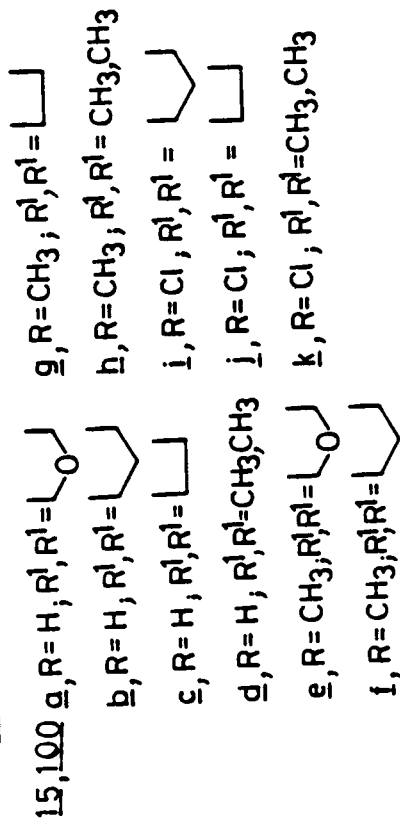 15,100 a, R=H; R¹,R¹=
b, R=H; R¹,R¹=
c, R=H; R¹,R¹=
d, R=H; R¹,R¹=CH₃,CH₃
e, R=CH₃; R¹,R¹=
f, R=CH₃; R¹,R¹=
g, R=CH₃; R¹,R¹=
h, R=CH₃; R¹,R¹=CH₃,CH₃
i, R=Cl; R¹,R¹=
j, R=Cl; R¹,R¹=
k, R=Cl; R¹,R¹=CH₃,CH₃
O
O